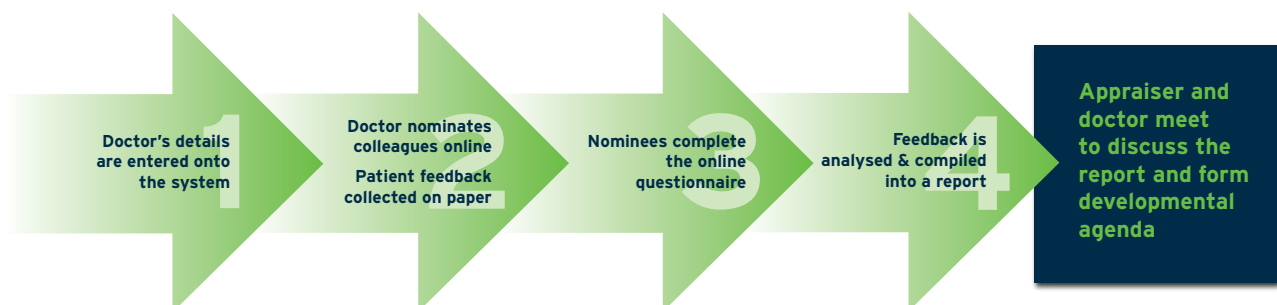 1
Doctor's details
are entered onto
the system
2
Doctor nominates
colleagues online
Patient feedback
collected on paper
3
Nominees complete
the online
questionnaire
4
Feedback is
analysed & compiled
into a report
Appraiser and
doctor meet
to discuss the
report and form
developmental
agenda